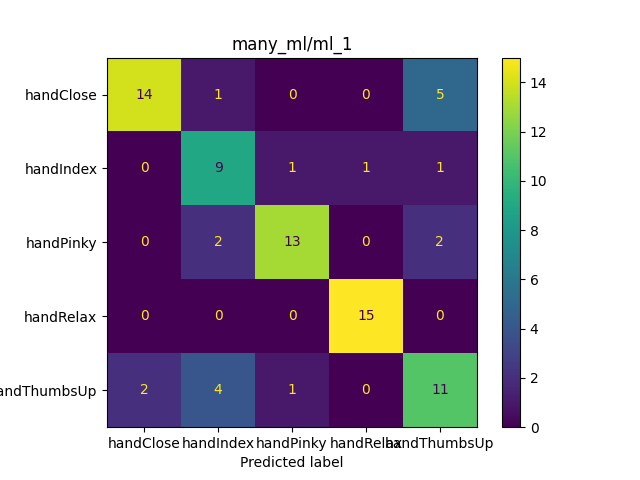 many_ml/ml_1
handClose 14 1 0 0 5 14
handIndex 0 9 1 1 1 12
handPinky 0 2 13 0 2 10
handRelax 0 0 0 15 0 8
andThumbsUp 2 4 1 0 11 6
4
2
0
handClose handIndex handPinky handRelax handThumbsUp
Predicted label